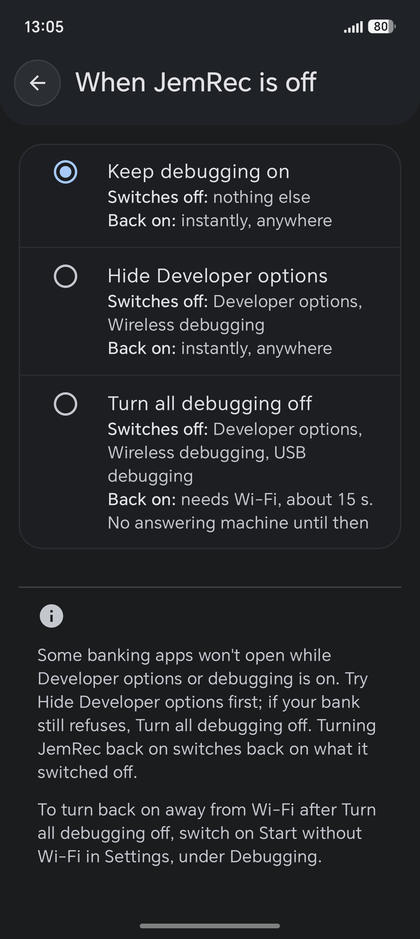 13:05
80
When JemRec is off
Keep debugging on
Switches off: nothing else
Back on: instantly, anywhere
Hide Developer options
Switches off: Developer options,
Wireless debugging
Back on: instantly, anywhere
Turn all debugging off
Switches off: Developer options,
Wireless debugging, USB
debugging
Back on: needs Wi-Fi, about 15 s.
No answering machine until then
Some banking apps won't open while
Developer options or debugging is on. Try
Hide Developer options first; if your bank
still refuses, Turn all debugging off. Turning
JemRec back on switches back on what it
switched off.
To turn back on away from Wi-Fi after Turn
all debugging off, switch on Start without
Wi-Fi in Settings, under Debugging.